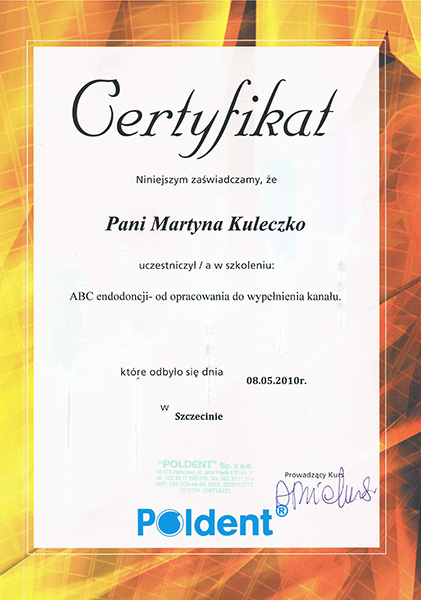 Certyfikat
Niniejszym zaświadczamy, że
Pani Martyna Kuleczko
uczestniczył / a w szkoleniu:
ABC endodoncji- od opracowania do wypełnienia kanału.
które odbyło się dnia 08.05.2010r.
w Szczecinie
"POLDENT" Sp. z o.o.
Prowadzący Kurs
Poldent®